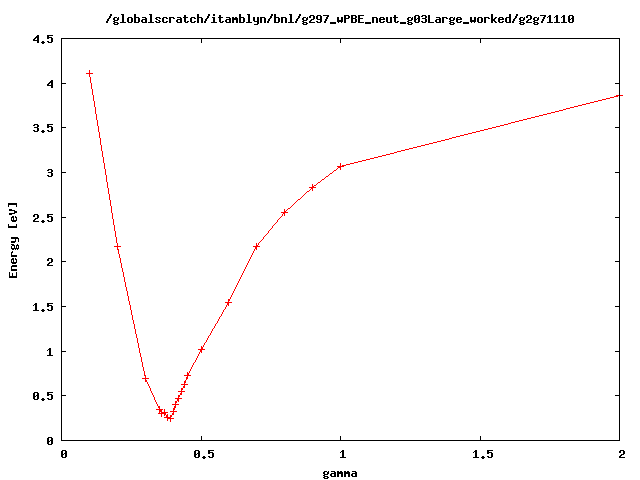 /globalscratch/itamblyn/bnl/g297_wPBE_neut_g03Large_worked/g2g71110
4.5
4
3.5
3
2.5
2
1.5
1
0.5
0
Energy [eV]
0 0.5 1 1.5 2
gamma